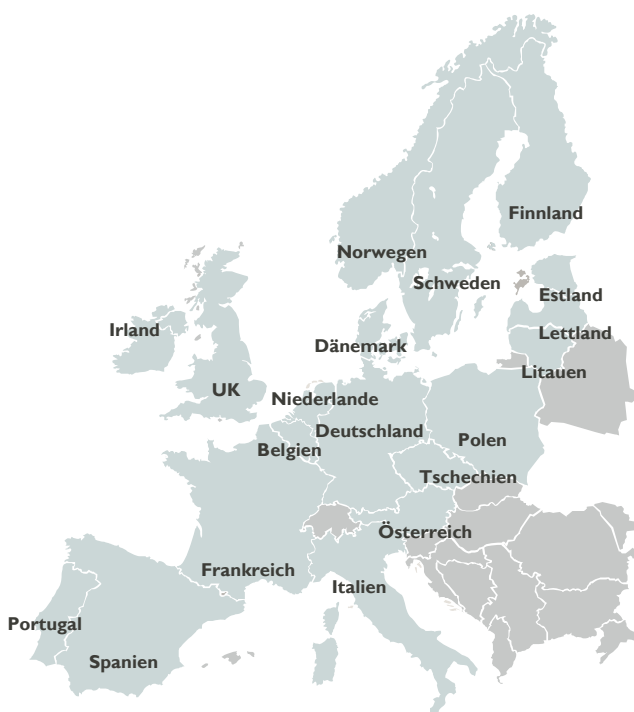 Finnland
Norwegen
Schweden
Estland
Irland
Lettland
Dänemark
Litauen
UK
Niederlande
Deutschland
Polen
Belgien
Tschechien
Österreich
Frankreich
Italien
Portugal
Spanien